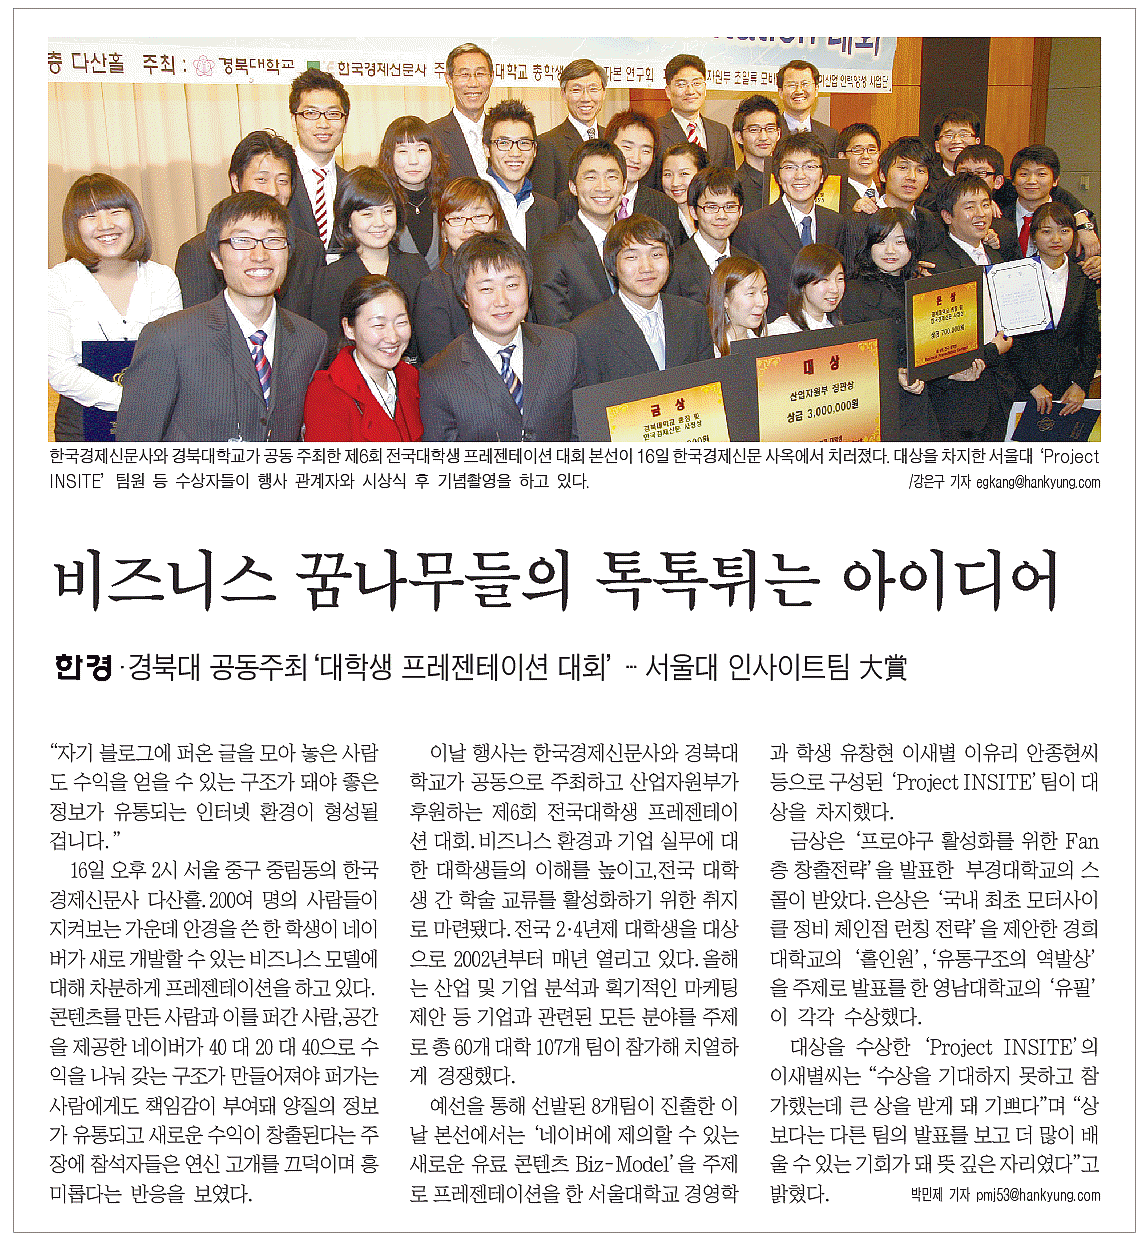 층 다산홀 주최 : 경북대학교 한국경제신문사
대회
금 상
경북대학교 총장 및
한국경제신문 사장상
대 상
산업자원부 장관상
상금 3,000,000원
은 상
상금 700,000원
한국경제신문사와 경북대학교가 공동 주최한 제6회 전국대학생 프레젠테이션 대회 본선이 16일 한국경제신문 사옥에서 치러졌다. 대상을 차지한 서울대 ‘Project
INSITE’ 팀원 등 수상자들이 행사 관계자와 시상식 후 기념촬영을 하고 있다.
/강은구 기자 egkang@hankyung.com
비즈니스 꿈나무들의 톡톡튀는 아이디어
한경·경북대 공동주최 ‘대학생 프레젠테이션 대회’ … 서울대 인사이트팀 大賞
“자기 블로그에 퍼온 글을 모아 놓은 사람
도 수익을 얻을 수 있는 구조가 돼야 좋은
정보가 유통되는 인터넷 환경이 형성될
겁니다.”
16일 오후 2시 서울 중구 중림동의 한국
경제신문사 다산홀. 200여 명의 사람들이
지켜보는 가운데 안경을 쓴 한 학생이 네이
버가 새로 개발할 수 있는 비즈니스 모델에
대해 차분하게 프레젠테이션을 하고 있다.
콘텐츠를 만든 사람과 이를 퍼간 사람, 공간
을 제공한 네이버가 40 대 20 대 40으로 수
익을 나눠 갖는 구조가 만들어져야 퍼가는
사람에게도 책임감이 부여돼 양질의 정보
가 유통되고 새로운 수익이 창출된다는 주
장에 참석자들은 연신 고개를 끄덕이며 흥
미롭다는 반응을 보였다.
이날 행사는 한국경제신문사와 경북대
학교가 공동으로 주최하고 산업자원부가
후원하는 제6회 전국대학생 프레젠테이
션 대회. 비즈니스 환경과 기업 실무에 대
한 대학생들의 이해를 높이고, 전국 대학
생 간 학술 교류를 활성화하기 위한 취지
로 마련됐다. 전국 2·4년제 대학생을 대상
으로 2002년부터 매년 열리고 있다. 올해
는 산업 및 기업 분석과 획기적인 마케팅
제안 등 기업과 관련된 모든 분야를 주제
로 총 60개 대학 107개 팀이 참가해 치열하
게 경쟁했다.
예선을 통해 선발된 8개팀이 진출한 이
날 본선에서는 ‘네이버에 제의할 수 있는
새로운 유료 콘텐츠 Biz-Model’을 주제
로 프레젠테이션을 한 서울대학교 경영학
과 학생 유창현 이새별 이유리 안종현씨
등으로 구성된 ‘Project INSITE’팀이 대
상을 차지했다.
금상은 ‘프로야구 활성화를 위한 Fan
층 창출전략’을 발표한 부경대학교의 스
콜이 받았다. 은상은 ‘국내 최초 모터사이
클 정비 체인점 런칭 전략’을 제안한 경희
대학교의 ‘홀인원’, ‘유통구조의 역발상’
을 주제로 발표를 한 영남대학교의 ‘유필’
이 각각 수상했다.
대상을 수상한 ‘Project INSITE’의
이새별씨는 “수상을 기대하지 못하고 참
가했는데 큰 상을 받게 돼 기쁘다”며 “상
보다는 다른 팀의 발표를 보고 더 많이 배
울 수 있는 기회가 돼 뜻 깊은 자리였다”고
밝혔다.
박민제 기자 pmj53@hankyung.com